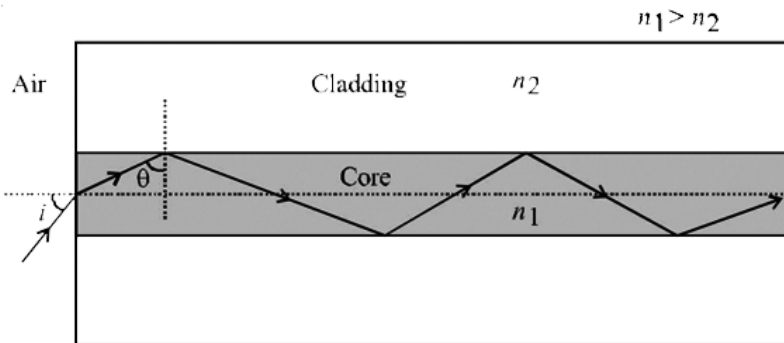 n₁ > n₂
Air
Cladding
n₂
θ
Core
i
n₁